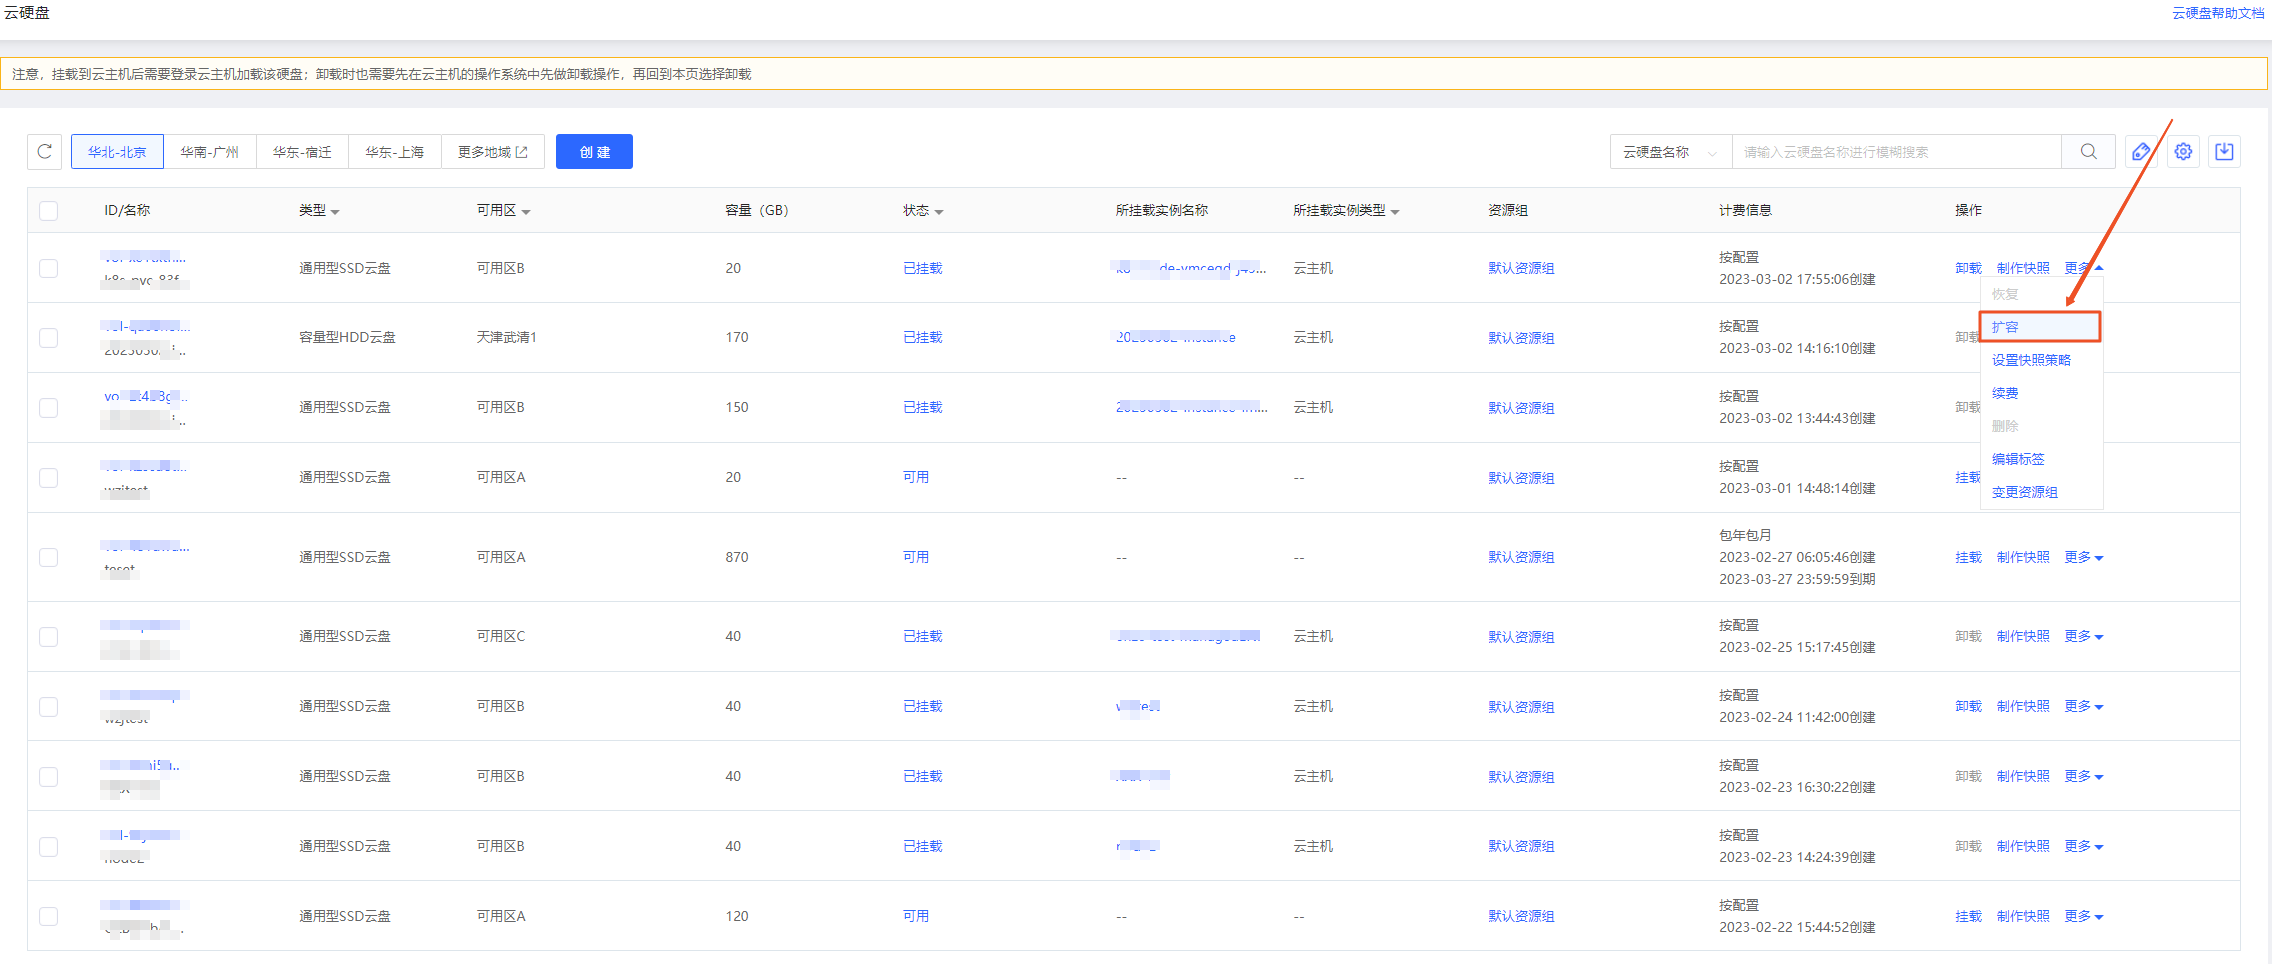 云硬盘
云硬盘帮助文档
注意，挂载到云主机后需要登录云主机加载该硬盘；卸载时也需要先在云主机的操作系统中先做卸载操作，再回到本页选择卸载
华北-北京 华南-广州 华东-宿迁 华东-上海 更多地域 创建 云硬盘名称 请输入云硬盘名称进行模糊搜索
ID/名称 类型 可用区 容量（GB） 状态 所挂载实例名称 所挂载实例类型 资源组 计费信息 操作
通用型SSD云盘 可用区B 20 已挂载 云主机 默认资源组 按配置 卸载 制作快照 更多
2023-03-02 17:55:06创建
恢复
扩容
设置快照策略
续费
删除
编辑标签
变更资源组
容量型HDD云盘 天津武清1 170 已挂载 云主机 默认资源组 按配置 卸载
2023-03-02 14:16:10创建
通用型SSD云盘 可用区B 150 已挂载 云主机 默认资源组 按配置 卸载
2023-03-02 13:44:43创建
通用型SSD云盘 可用区A 20 可用 -- -- 默认资源组 按配置 挂载
2023-03-01 14:48:14创建
通用型SSD云盘 可用区A 870 可用 -- -- 默认资源组 包年包月 挂载 制作快照 更多
2023-02-27 06:05:46创建
2023-03-27 23:59:59到期
通用型SSD云盘 可用区C 40 已挂载 云主机 默认资源组 按配置 卸载 制作快照 更多
2023-02-25 15:17:45创建
通用型SSD云盘 可用区B 40 已挂载 云主机 默认资源组 按配置 卸载 制作快照 更多
2023-02-24 11:42:00创建
通用型SSD云盘 可用区B 40 已挂载 云主机 默认资源组 按配置 卸载 制作快照 更多
2023-02-23 16:30:22创建
通用型SSD云盘 可用区B 40 已挂载 云主机 默认资源组 按配置 卸载 制作快照 更多
2023-02-23 14:24:39创建
通用型SSD云盘 可用区A 120 可用 -- -- 默认资源组 按配置 挂载 制作快照 更多
2023-02-22 15:44:52创建